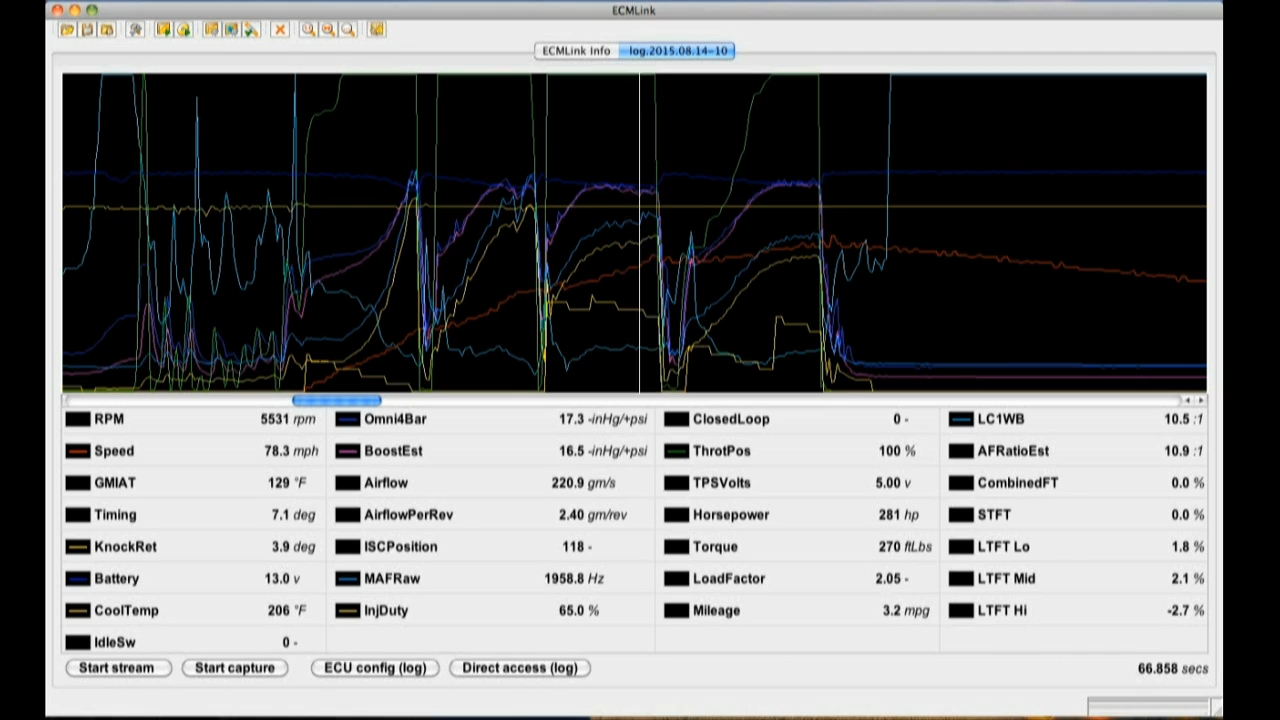 ECMLink
ECMLink Info log.2015.08.14-10
RPM 5531 rpm Omni4Bar 17.3 -inHg/+psi ClosedLoop 0 - LC1WB 10.5 :1
Speed 78.3 mph BoostEst 16.5 -inHg/+psi ThrotPos 100 % AFRatioEst 10.9 :1
GMIAT 129 °F Airflow 220.9 gm/s TPSVolts 5.00 v CombinedFT 0.0 %
Timing 7.1 deg AirflowPerRev 2.40 gm/rev Horsepower 281 hp STFT 0.0 %
KnockRet 3.9 deg ISCPosition 118 - Torque 270 ftLbs LTFT Lo 1.8 %
Battery 13.0 v MAFRaw 1958.8 Hz LoadFactor 2.05 - LTFT Mid 2.1 %
CoolTemp 206 °F InjDuty 65.0 % Mileage 3.2 mpg LTFT Hi -2.7 %
IdleSw 0 -
Start stream Start capture ECU config (log) Direct access (log) 66.858 secs